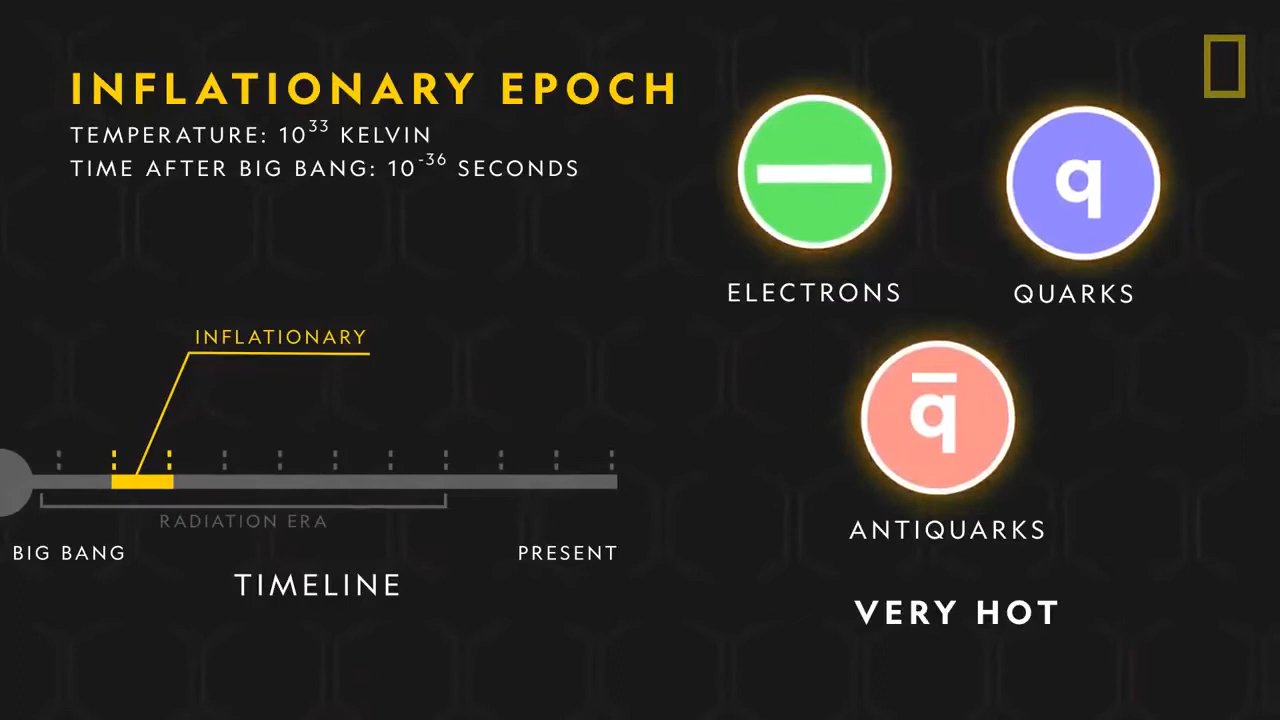 INFLATIONARY EPOCH
TEMPERATURE: 10³³ KELVIN
TIME AFTER BIG BANG: 10⁻³⁶ SECONDS
q
ELECTRONS
QUARKS
INFLATIONARY
q̅
RADIATION ERA
ANTIQUARKS
BIG BANG
PRESENT
TIMELINE
VERY HOT